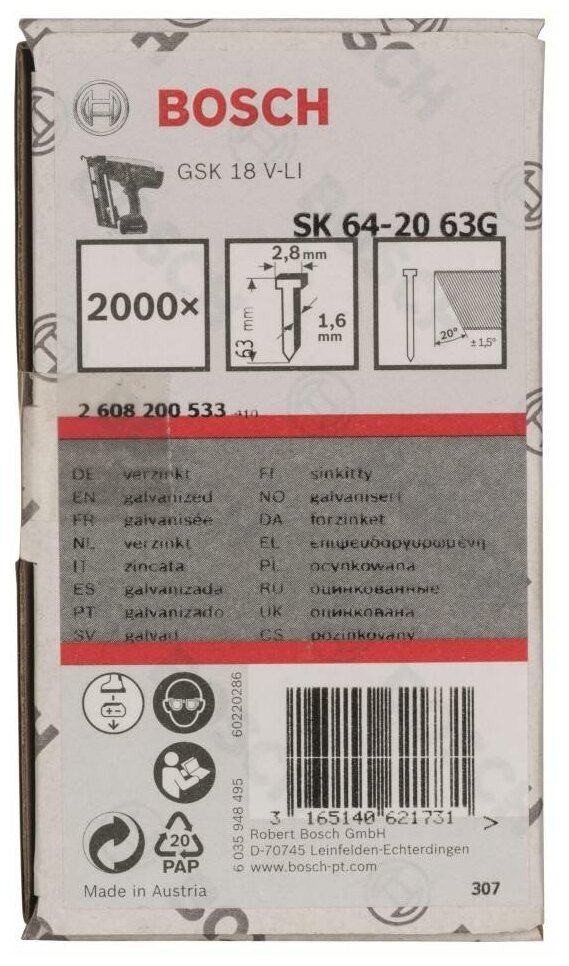 BOSCH
GSK 18 V-LI
SK 64-20 63G
2000×
2,8 mm
63 mm
1,6 mm
20°
± 1,5°
2 608 200 533 410
DE verzinkt
EN galvanized
FR galvanisée
NL verzinkt
IT zincata
ES galvanizada
PT galvanizado
SV galvad
FI sinkitty
NO galvanisert
DA forzinket
EL επιψευδαργυρωμένη
PL ocynkowana
RU оцинкованные
UK оцинкована
CS pozinkovaný
60220286
6 035 948 495
3 165140 621731 >
Robert Bosch GmbH
D-70745 Leinfelden-Echterdingen
www.bosch-pt.com
20
PAP
Made in Austria
307